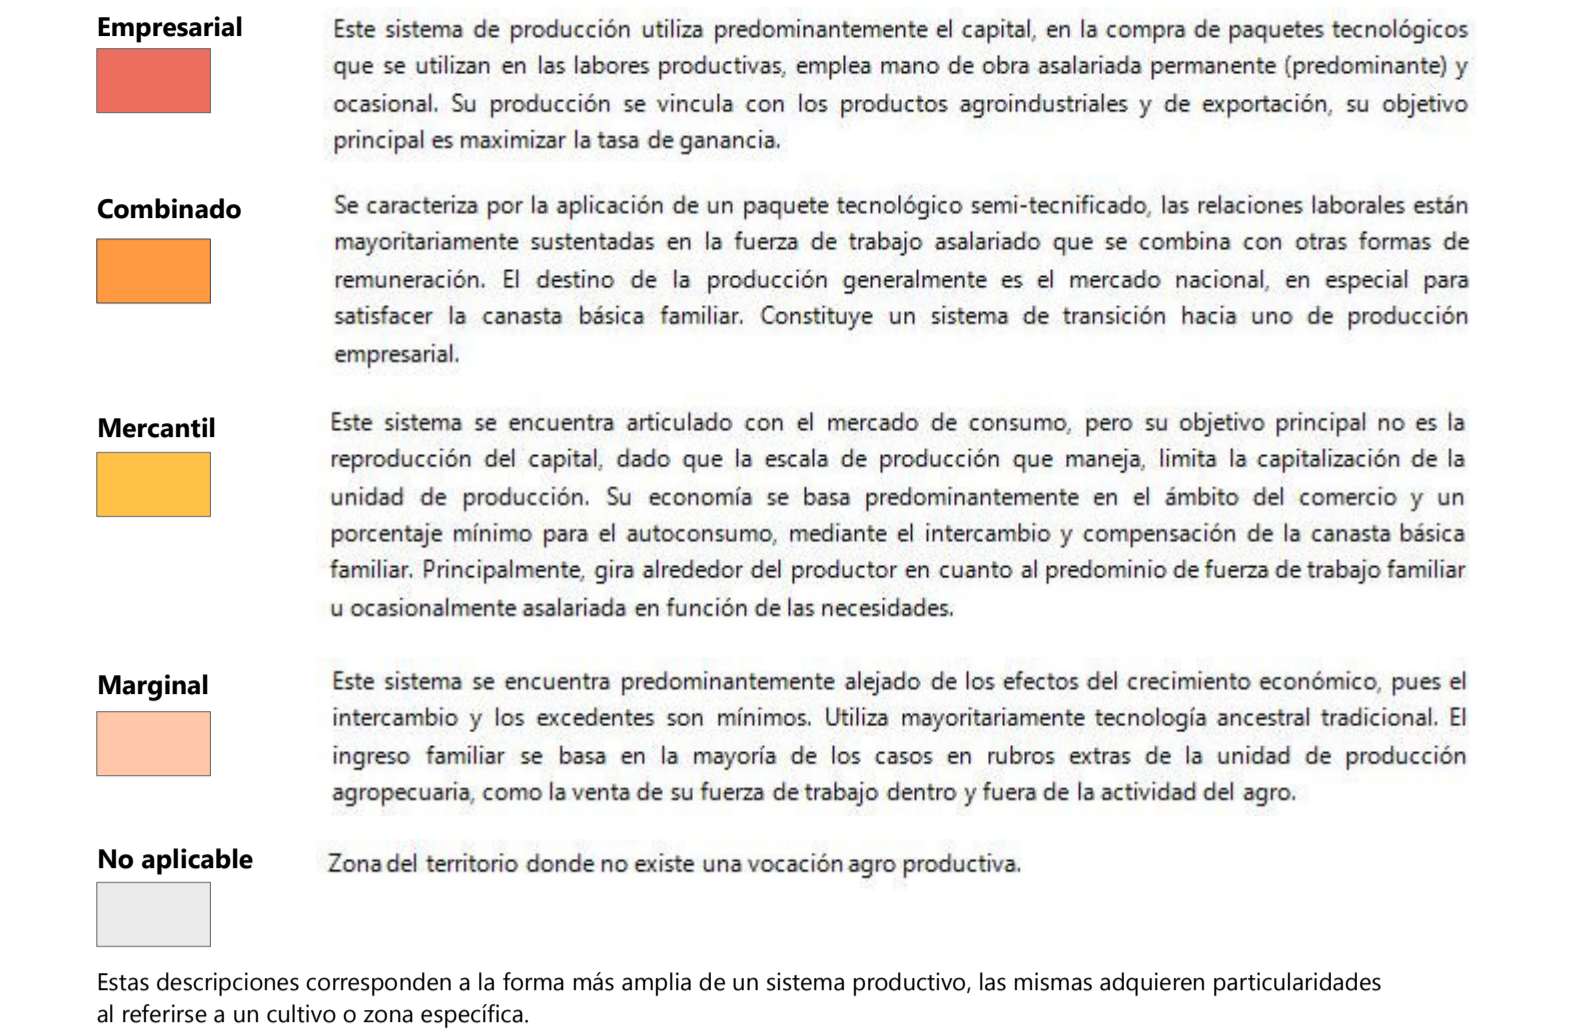 Empresarial
Este sistema de producción utiliza predominantemente el capital, en la compra de paquetes tecnológicos
que se utilizan en las labores productivas, emplea mano de obra asalariada permanente (predominante) y
ocasional. Su producción se vincula con los productos agroindustriales y de exportación, su objetivo
principal es maximizar la tasa de ganancia.
Combinado
Se caracteriza por la aplicación de un paquete tecnológico semi-tecnificado, las relaciones laborales están
mayoritariamente sustentadas en la fuerza de trabajo asalariado que se combina con otras formas de
remuneración. El destino de la producción generalmente es el mercado nacional, en especial para
satisfacer la canasta básica familiar. Constituye un sistema de transición hacia uno de producción
empresarial.
Mercantil
Este sistema se encuentra articulado con el mercado de consumo, pero su objetivo principal no es la
reproducción del capital, dado que la escala de producción que maneja, limita la capitalización de la
unidad de producción. Su economía se basa predominantemente en el ámbito del comercio y un
porcentaje mínimo para el autoconsumo, mediante el intercambio y compensación de la canasta básica
familiar. Principalmente, gira alrededor del productor en cuanto al predominio de fuerza de trabajo familiar
u ocasionalmente asalariada en función de las necesidades.
Marginal
Este sistema se encuentra predominantemente alejado de los efectos del crecimiento económico, pues el
intercambio y los excedentes son mínimos. Utiliza mayoritariamente tecnología ancestral tradicional. El
ingreso familiar se basa en la mayoría de los casos en rubros extras de la unidad de producción
agropecuaria, como la venta de su fuerza de trabajo dentro y fuera de la actividad del agro.
No aplicable
Zona del territorio donde no existe una vocación agro productiva.
Estas descripciones corresponden a la forma más amplia de un sistema productivo, las mismas adquieren particularidades
al referirse a un cultivo o zona específica.